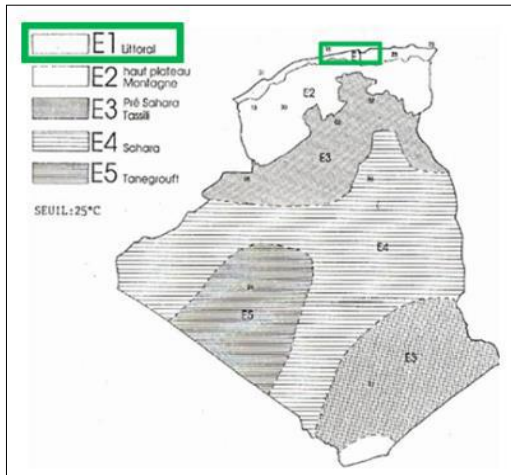 E1 Littoral
E2 haut plateau
Montagne
E3 Pré Sahara
Tassili
E4 Sahara
E5 Tanegrouft
SEUIL:25°C
E1
E2
E3
E4
E5
E3